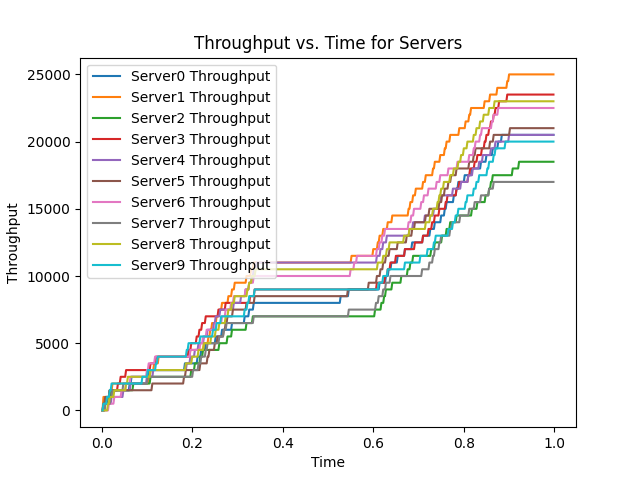 Throughput vs. Time for Servers
Throughput
25000
20000
15000
10000
5000
0
Server0 Throughput
Server1 Throughput
Server2 Throughput
Server3 Throughput
Server4 Throughput
Server5 Throughput
Server6 Throughput
Server7 Throughput
Server8 Throughput
Server9 Throughput
0.0 0.2 0.4 0.6 0.8 1.0
Time